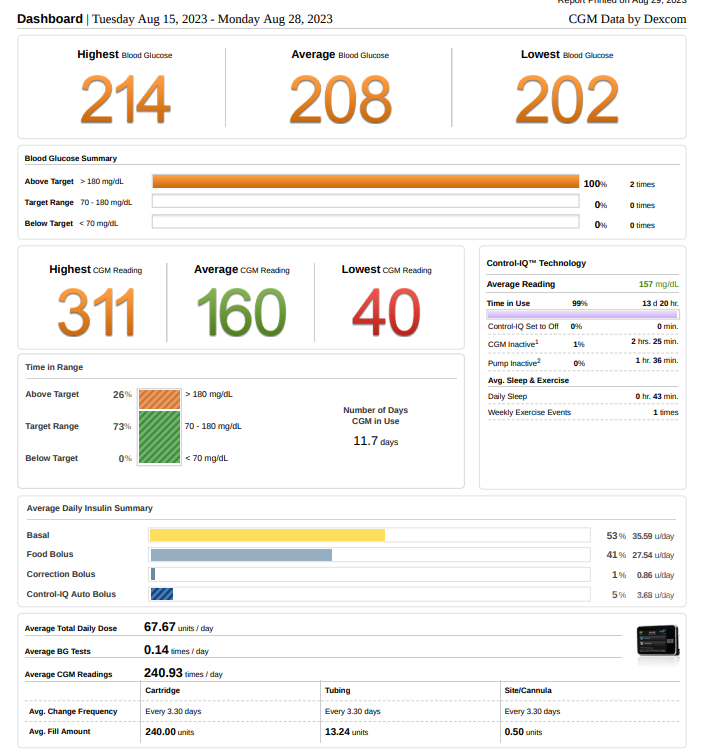 Report Printed on Aug 29, 2023
Dashboard | Tuesday Aug 15, 2023 - Monday Aug 28, 2023 CGM Data by Dexcom
Highest Blood Glucose Average Blood Glucose Lowest Blood Glucose
214 208 202
Blood Glucose Summary
Above Target > 180 mg/dL 100% 2 times
Target Range 70 - 180 mg/dL 0% 0 times
Below Target < 70 mg/dL 0% 0 times
Highest CGM Reading Average CGM Reading Lowest CGM Reading
311 160 40
Time in Range
Above Target 26% > 180 mg/dL
Target Range 73% 70 - 180 mg/dL
Below Target 0% < 70 mg/dL
Number of Days
CGM in Use
11.7 days
Control-IQ™ Technology
Average Reading 157 mg/dL
Time in Use 99% 13 d 20 hr.
Control-IQ Set to Off 0% 0 min.
CGM Inactive1 1% 2 hrs. 25 min.
Pump Inactive2 0% 1 hr. 36 min.
Avg. Sleep & Exercise
Daily Sleep 0 hr. 43 min.
Weekly Exercise Events 1 times
Average Daily Insulin Summary
Basal 53% 35.59 u/day
Food Bolus 41% 27.54 u/day
Correction Bolus 1% 0.86 u/day
Control-IQ Auto Bolus 5% 3.68 u/day
Average Total Daily Dose 67.67 units / day
Average BG Tests 0.14 times / day
Average CGM Readings 240.93 times / day
Cartridge Tubing Site/Cannula
Avg. Change Frequency Every 3.30 days Every 3.30 days Every 3.30 days
Avg. Fill Amount 240.00 units 13.24 units 0.50 units